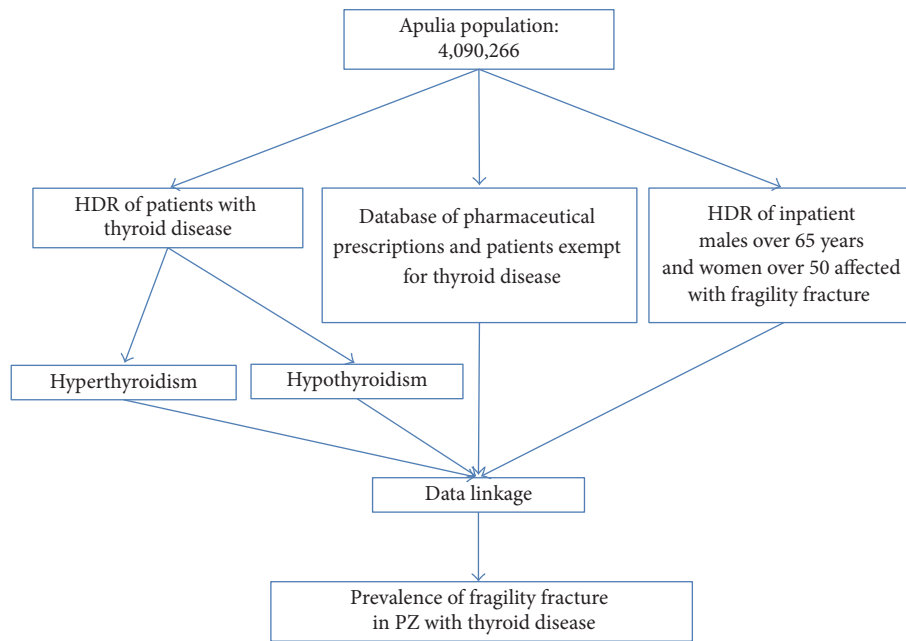 Apulia population:
4,090,266
HDR of patients with
thyroid disease
Database of pharmaceutical
prescriptions and patients exempt
for thyroid disease
HDR of inpatient
males over 65 years
and women over 50 affected
with fragility fracture
Hyperthyroidism
Hypothyroidism
Data linkage
Prevalence of fragility fracture
in PZ with thyroid disease